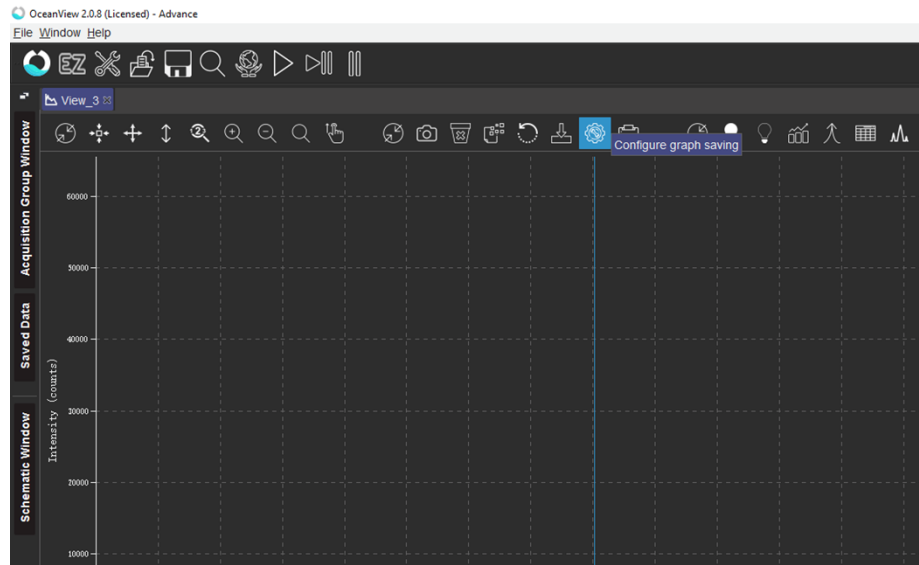 OceanView 2.0.8 (Licensed) - Advance
File Window Help
EZ
View_3
Configure graph saving
Acquisition Group Window
Saved Data
Schematic Window
Intensity (counts)
60000
50000
40000
30000
20000
10000